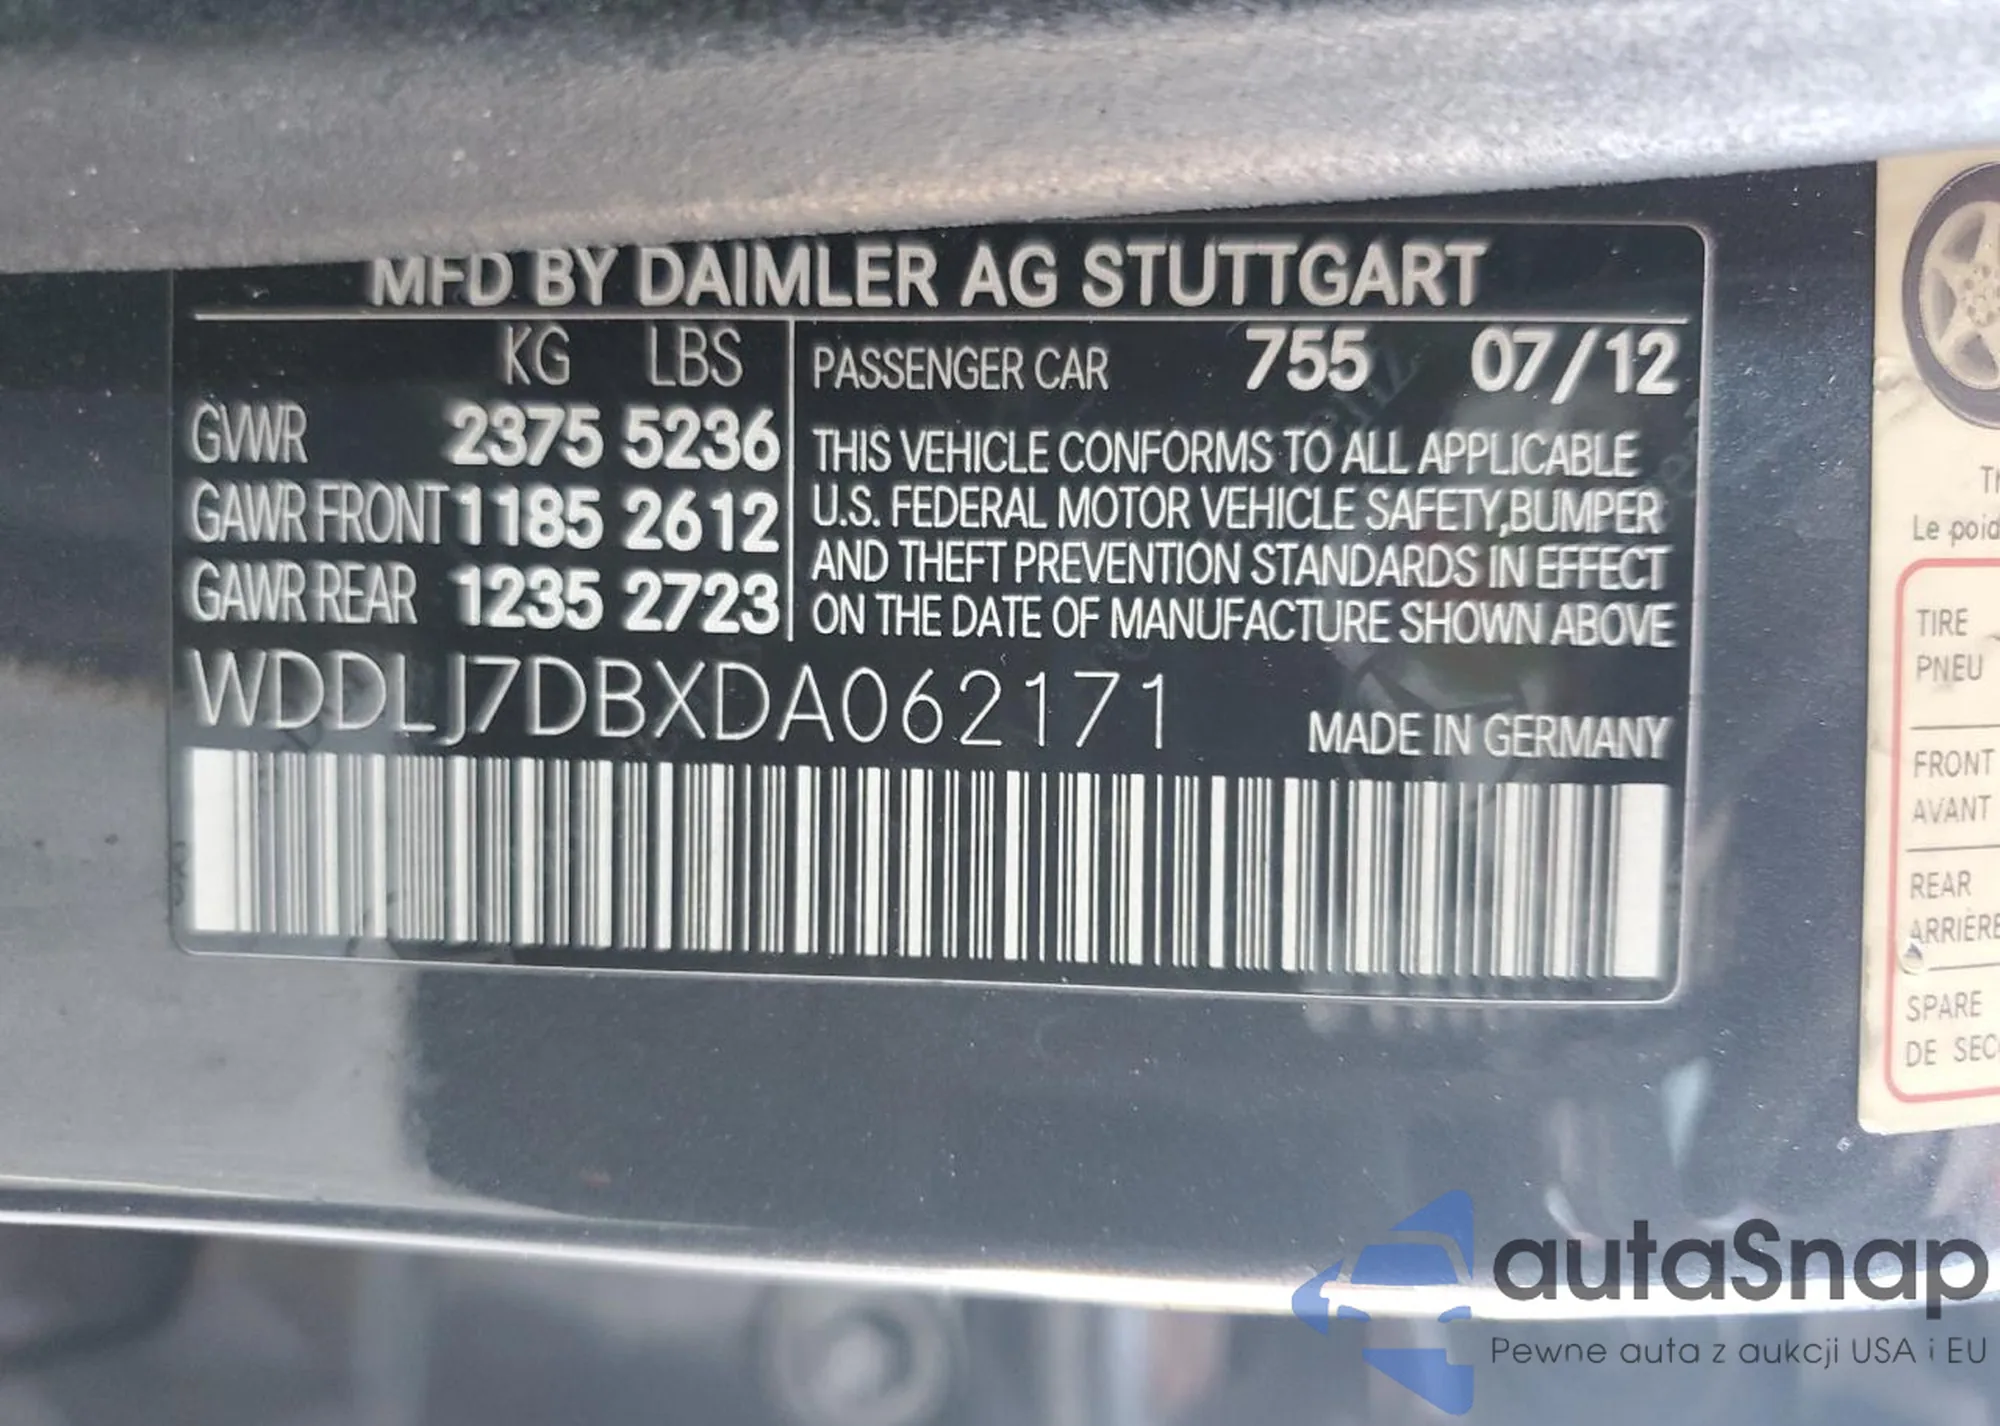 MFD BY DAIMLER AG STUTTGART
KG LBS
GVWR 2375 5236
GAWR FRONT 1185 2612
GAWR REAR 1235 2723
PASSENGER CAR 755 07/12
THIS VEHICLE CONFORMS TO ALL APPLICABLE
U.S. FEDERAL MOTOR VEHICLE SAFETY,BUMPER
AND THEFT PREVENTION STANDARDS IN EFFECT
ON THE DATE OF MANUFACTURE SHOWN ABOVE
WDDLJ7DBXDA062171
MADE IN GERMANY
Le
TIRE
PNEU
FRONT
AVANT
REAR
ARRIÈRE
SPARE
DE
autaSnap
Pewne auta z aukcji USA i EU